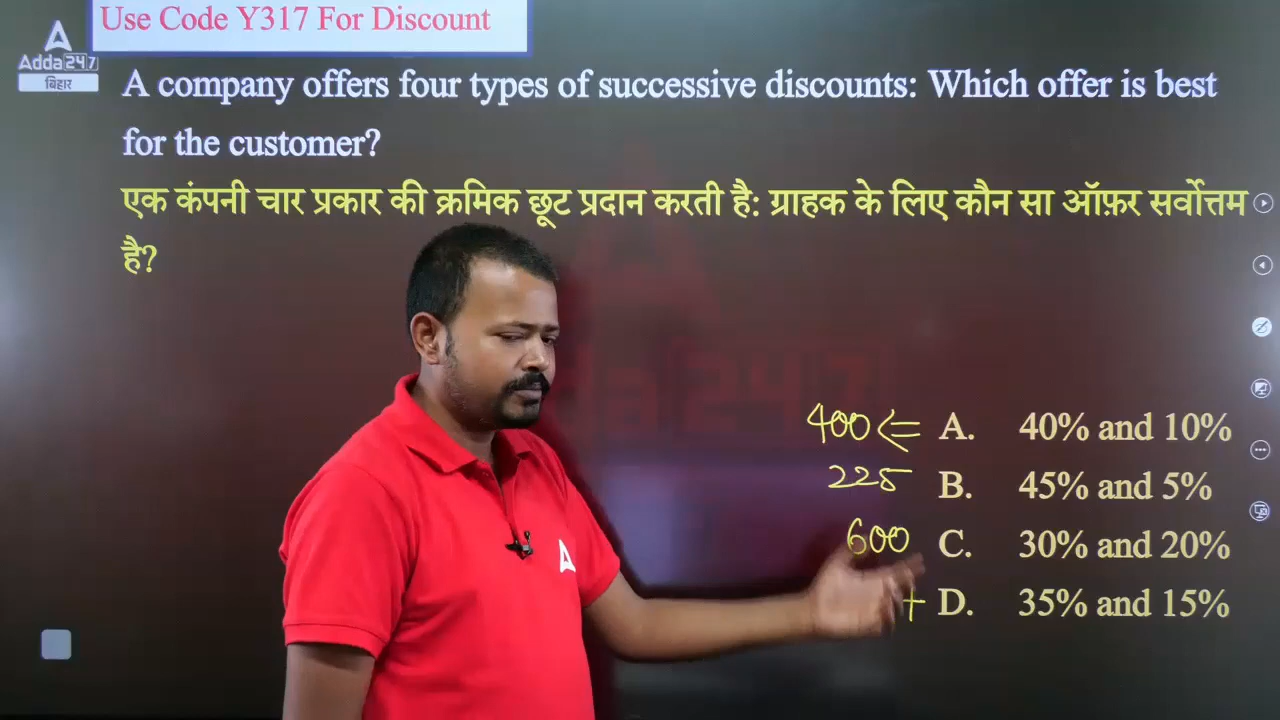 Use Code Y317 For Discount
Adda247
बिहार
A company offers four types of successive discounts: Which offer is best
for the customer?
एक कंपनी चार प्रकार की क्रमिक छूट प्रदान करती है: ग्राहक के लिए कौन सा ऑफ़र सर्वोत्तम
है?
400 ⇐ A. 40% and 10%
225 B. 45% and 5%
600 C. 30% and 20%
D. 35% and 15%